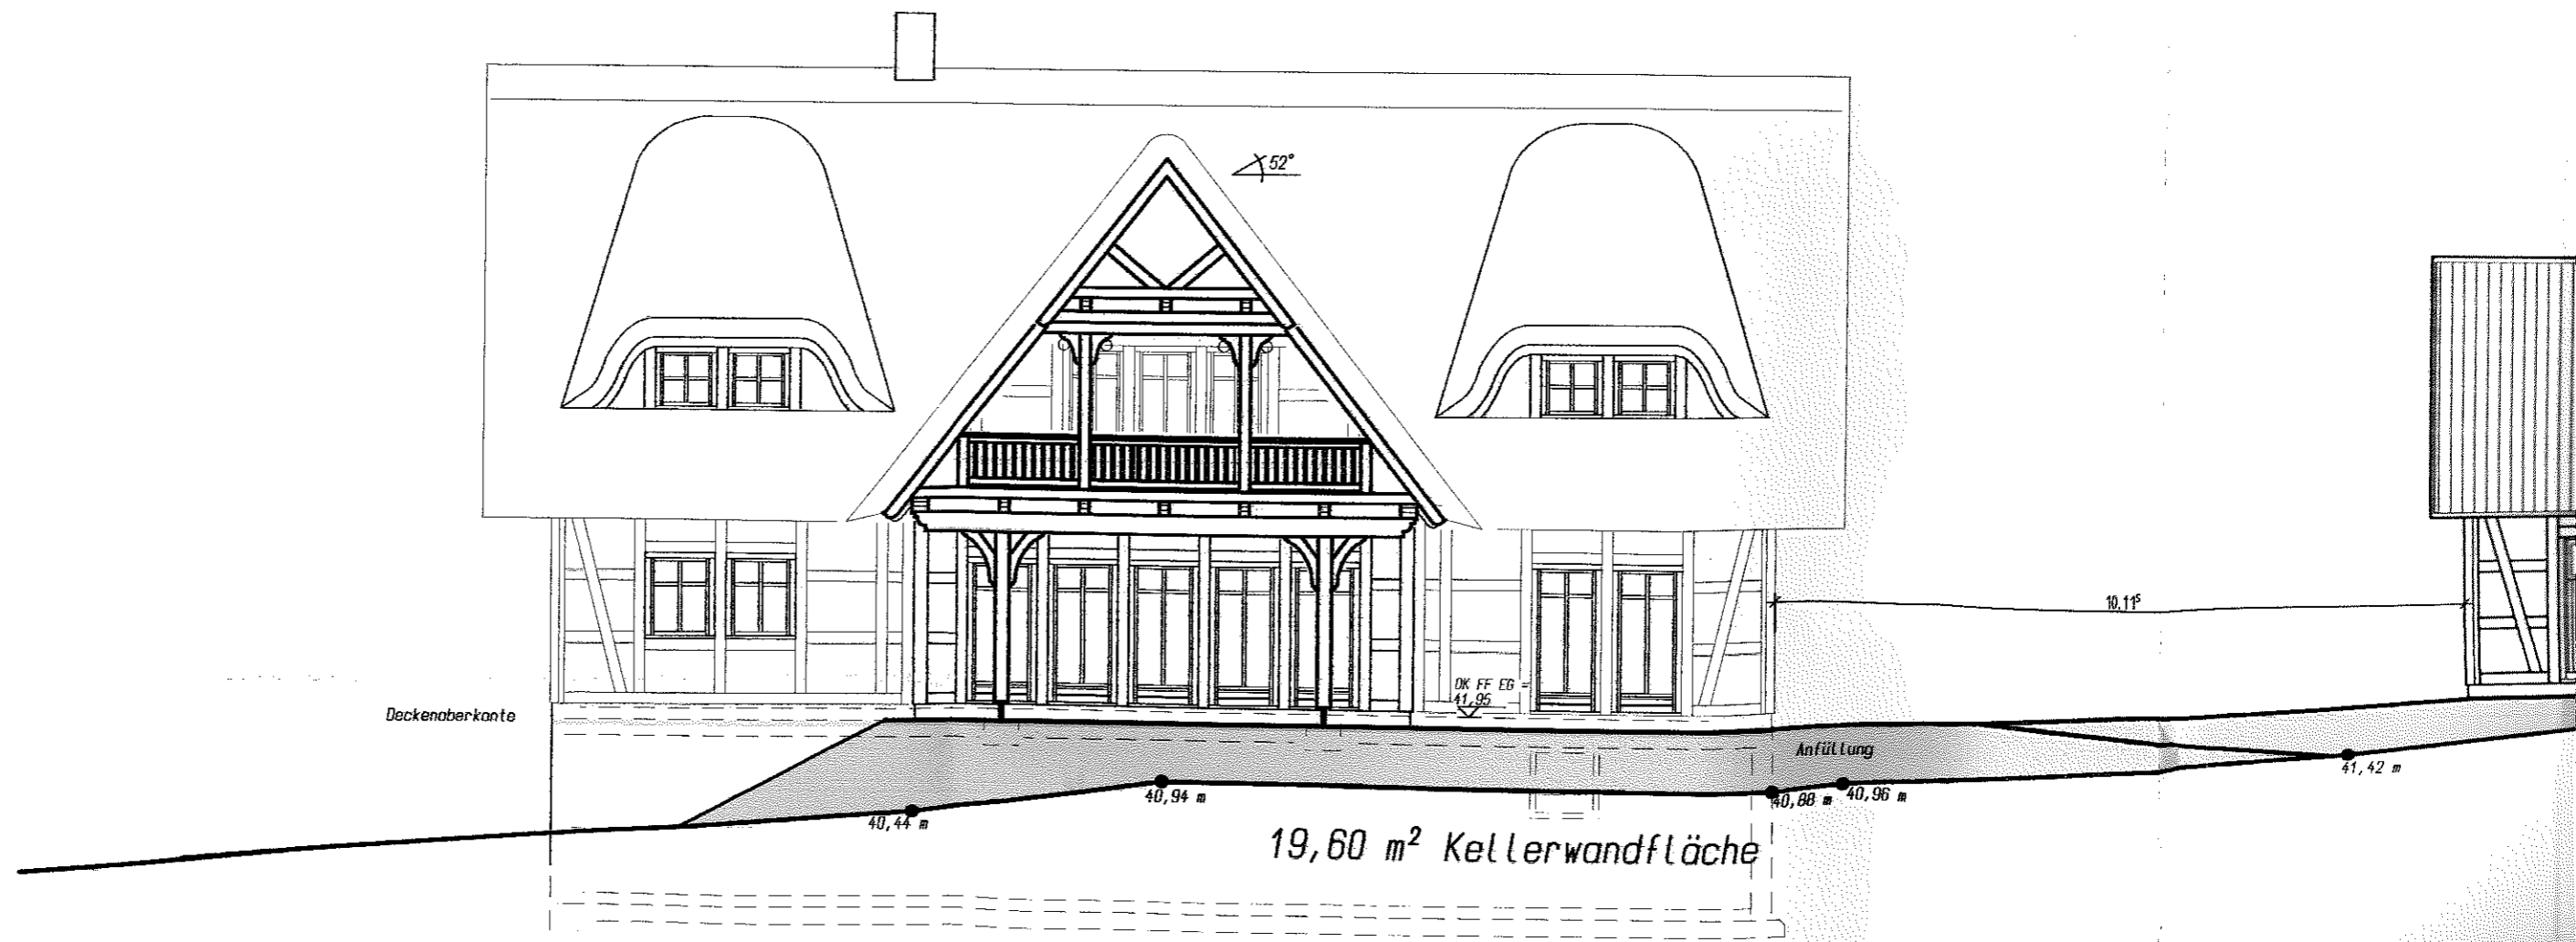 52°
10,11⁵
OK FF EG =
41,95
Deckenoberkante
Anfüllung
41,42 m
40,94 m
40,88 m
40,96 m
40,44 m
19,60 m² Kellerwandfläche